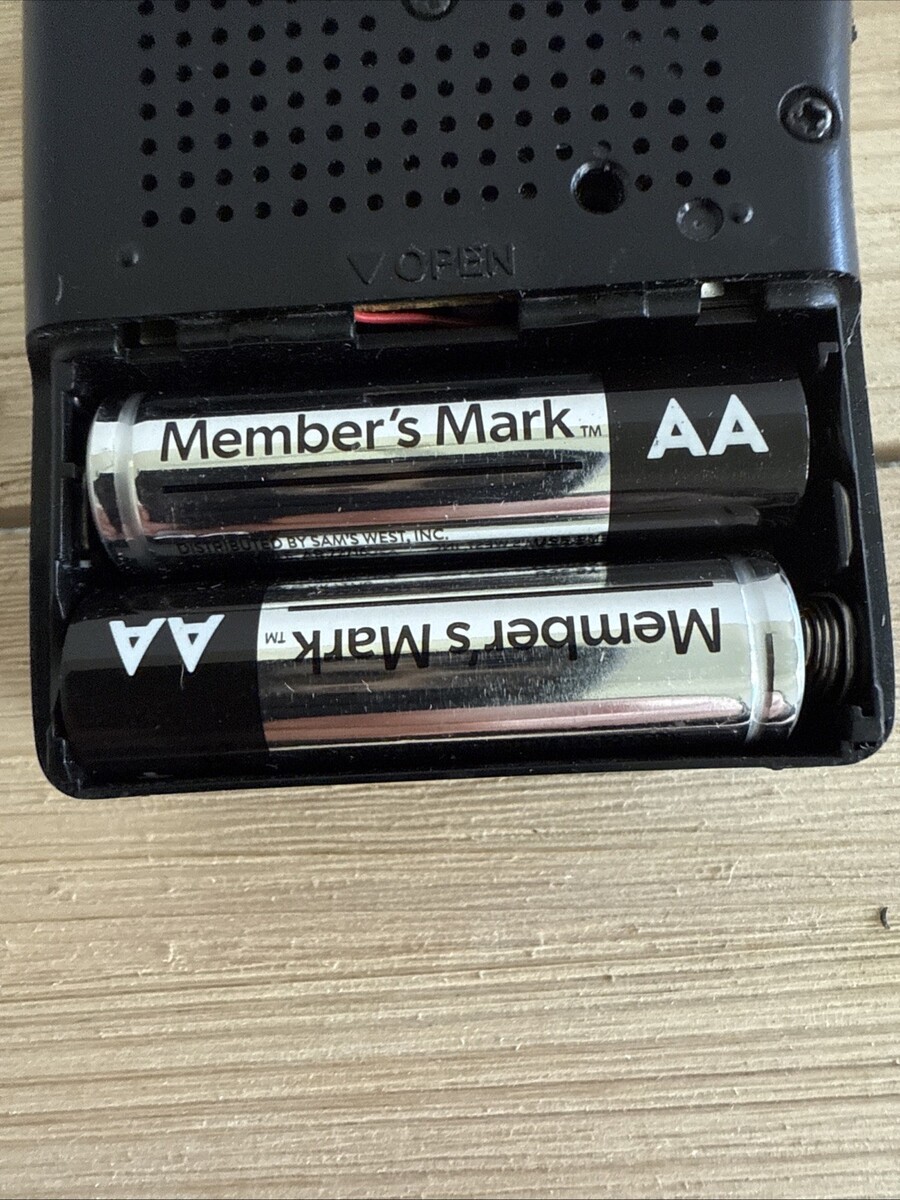 OPEN
Member's Mark™
AA
DISTRIBUTED BY SAM'S WEST, INC.
AA
Member's Mark™